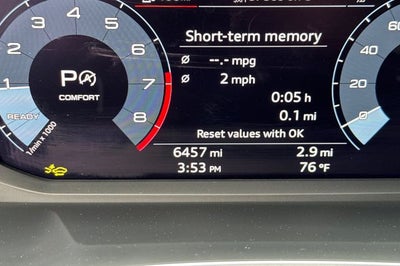 Short-term memory
Ø --.- mpg
Ø 2 mph
0:05 h
0.1 mi
Reset values with OK
6457 mi 2.9 mi
3:53 PM 76 °F
1 2 3 4 5 6 7 8
P
COMFORT
READY
1/min x 1000
0 20 40 60